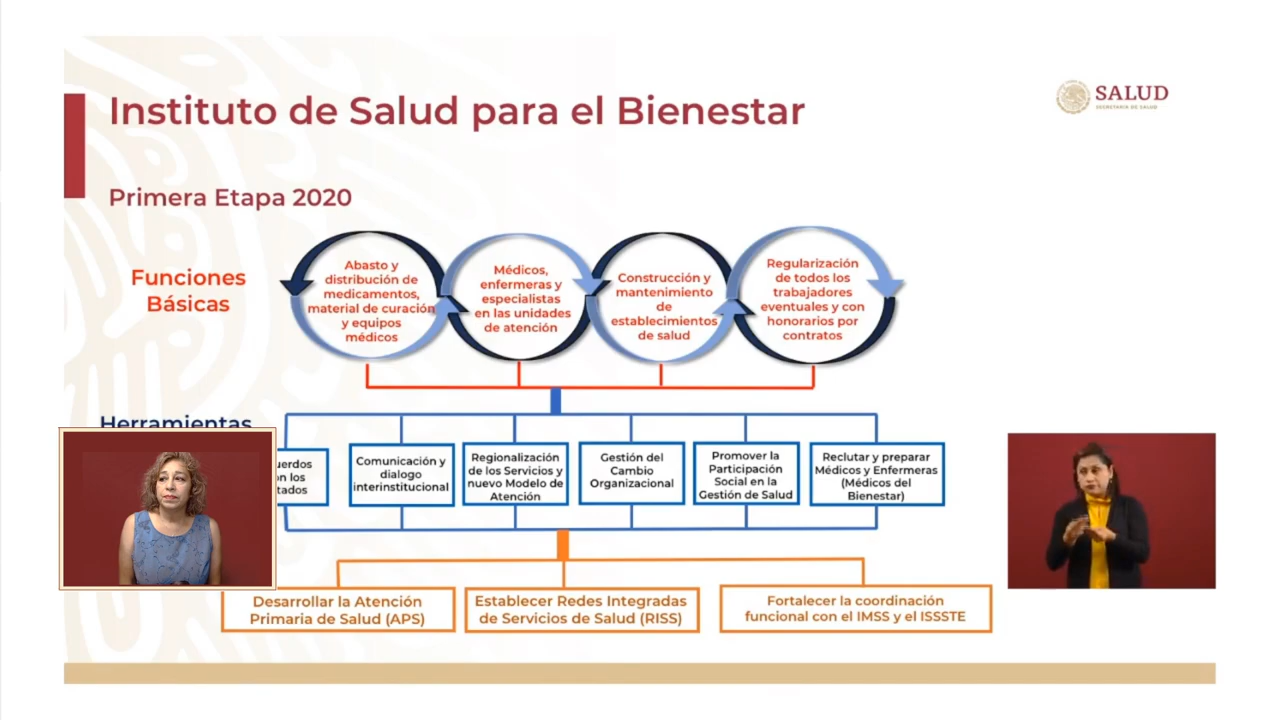 Instituto de Salud para el Bienestar
SALUD
SECRETARÍA DE SALUD
Primera Etapa 2020
Funciones
Básicas
Abasto y
distribución de
medicamentos,
material de curación
y equipos
médicos
Médicos,
enfermeras y
especialistas
en las unidades
de atención
Construcción y
mantenimiento
de
establecimientos
de salud
Regularización
de todos los
trabajadores
eventuales y con
honorarios por
contratos
Herramientas
Comunicación y
dialogo
interinstitucional
Regionalización
de los Servicios y
nuevo Modelo de
Atención
Gestión del
Cambio
Organizacional
Promover la
Participación
Social en la
Gestión de Salud
Reclutar y preparar
Médicos y Enfermeras
(Médicos del
Bienestar)
Desarrollar la Atención
Primaria de Salud (APS)
Establecer Redes Integradas
de Servicios de Salud (RISS)
Fortalecer la coordinación
funcional con el IMSS y el ISSSTE